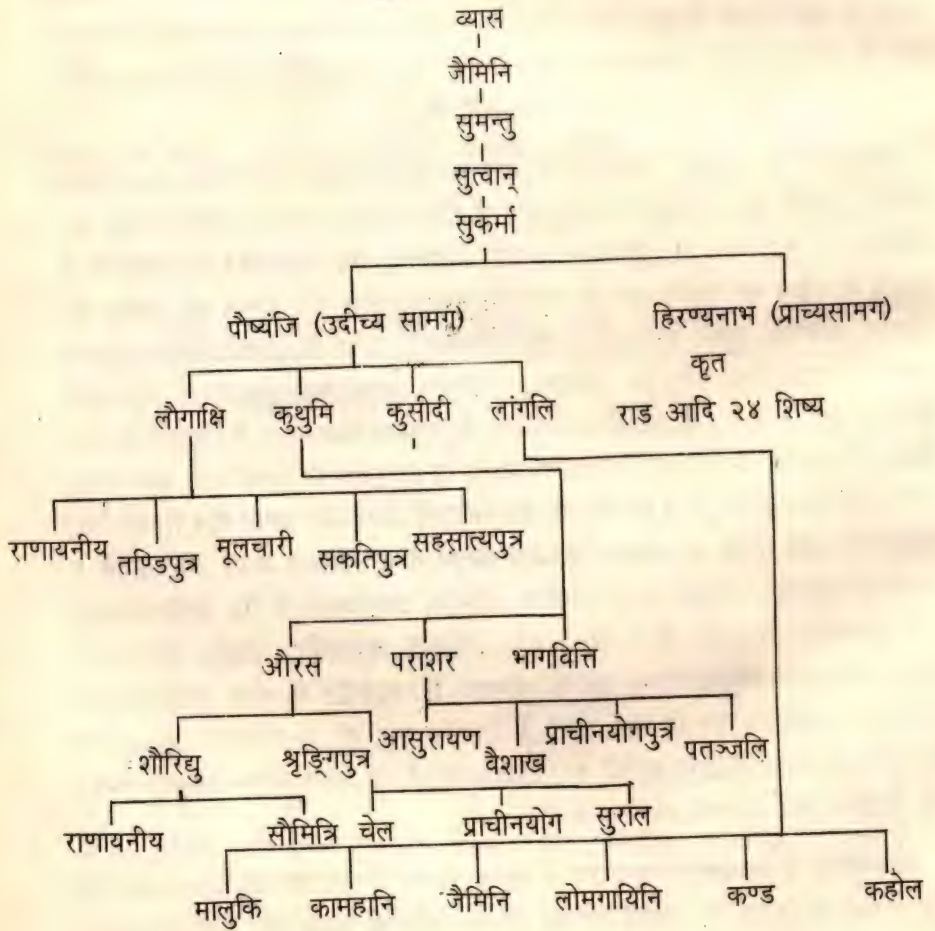 व्यास
जैमिनि
सुमन्तु
सुत्वान्
सुकर्मा
पौष्यंजि (उदीच्य सामग) हिरण्यनाभ (प्राच्यसामग)
कृत
लौगाक्षि कुथुमि कुसीदी लांगलि राड आदि २४ शिष्य
राणायनीय तण्डिपुत्र मूलचारी सकतिपुत्र सहसात्यपुत्र
औरस पराशर भागवित्ति
शौरिद्यु श्रृङ्गिपुत्र आसुरायण वैशाख प्राचीनयोगपुत्र पतञ्जलि
राणायनीय सौमित्रि चेल प्राचीनयोग सुराल
मालुकि कामहानि जैमिनि लोमगायिनि कण्ड कहोल